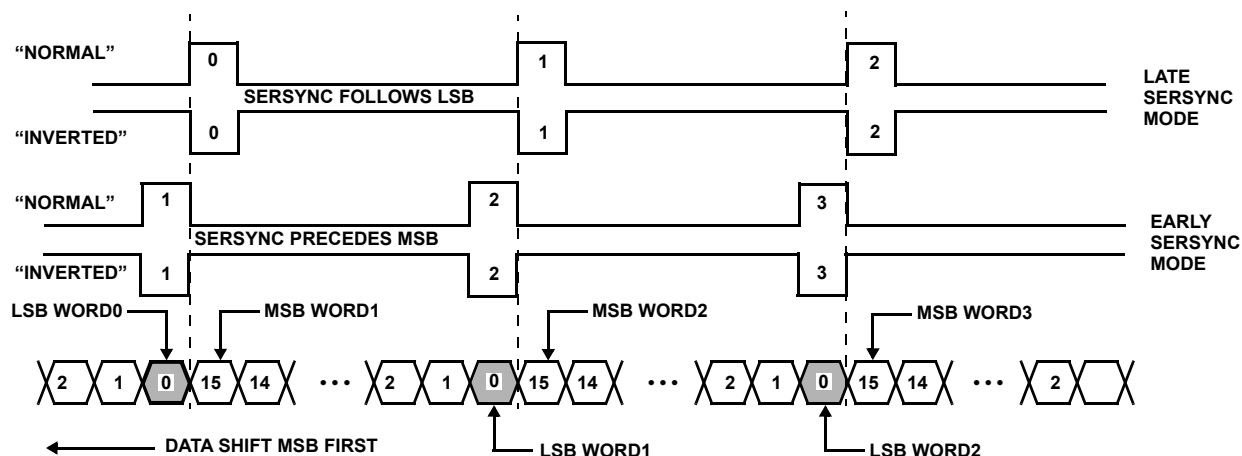 “NORMAL” 0 1 2
SERSYNC FOLLOWS LSB
LATE
SERSYNC
MODE
“INVERTED” 0 1 2
“NORMAL” 1 2 3
SERSYNC PRECEDES MSB
EARLY
SERSYNC
MODE
“INVERTED” 1 2 3
LSB WORD0 MSB WORD1 MSB WORD2 MSB WORD3
2 1 0 15 14 ••• 2 1 0 15 14 ••• 2 1 0 15 14 ••• 2
DATA SHIFT MSB FIRST LSB WORD1 LSB WORD2